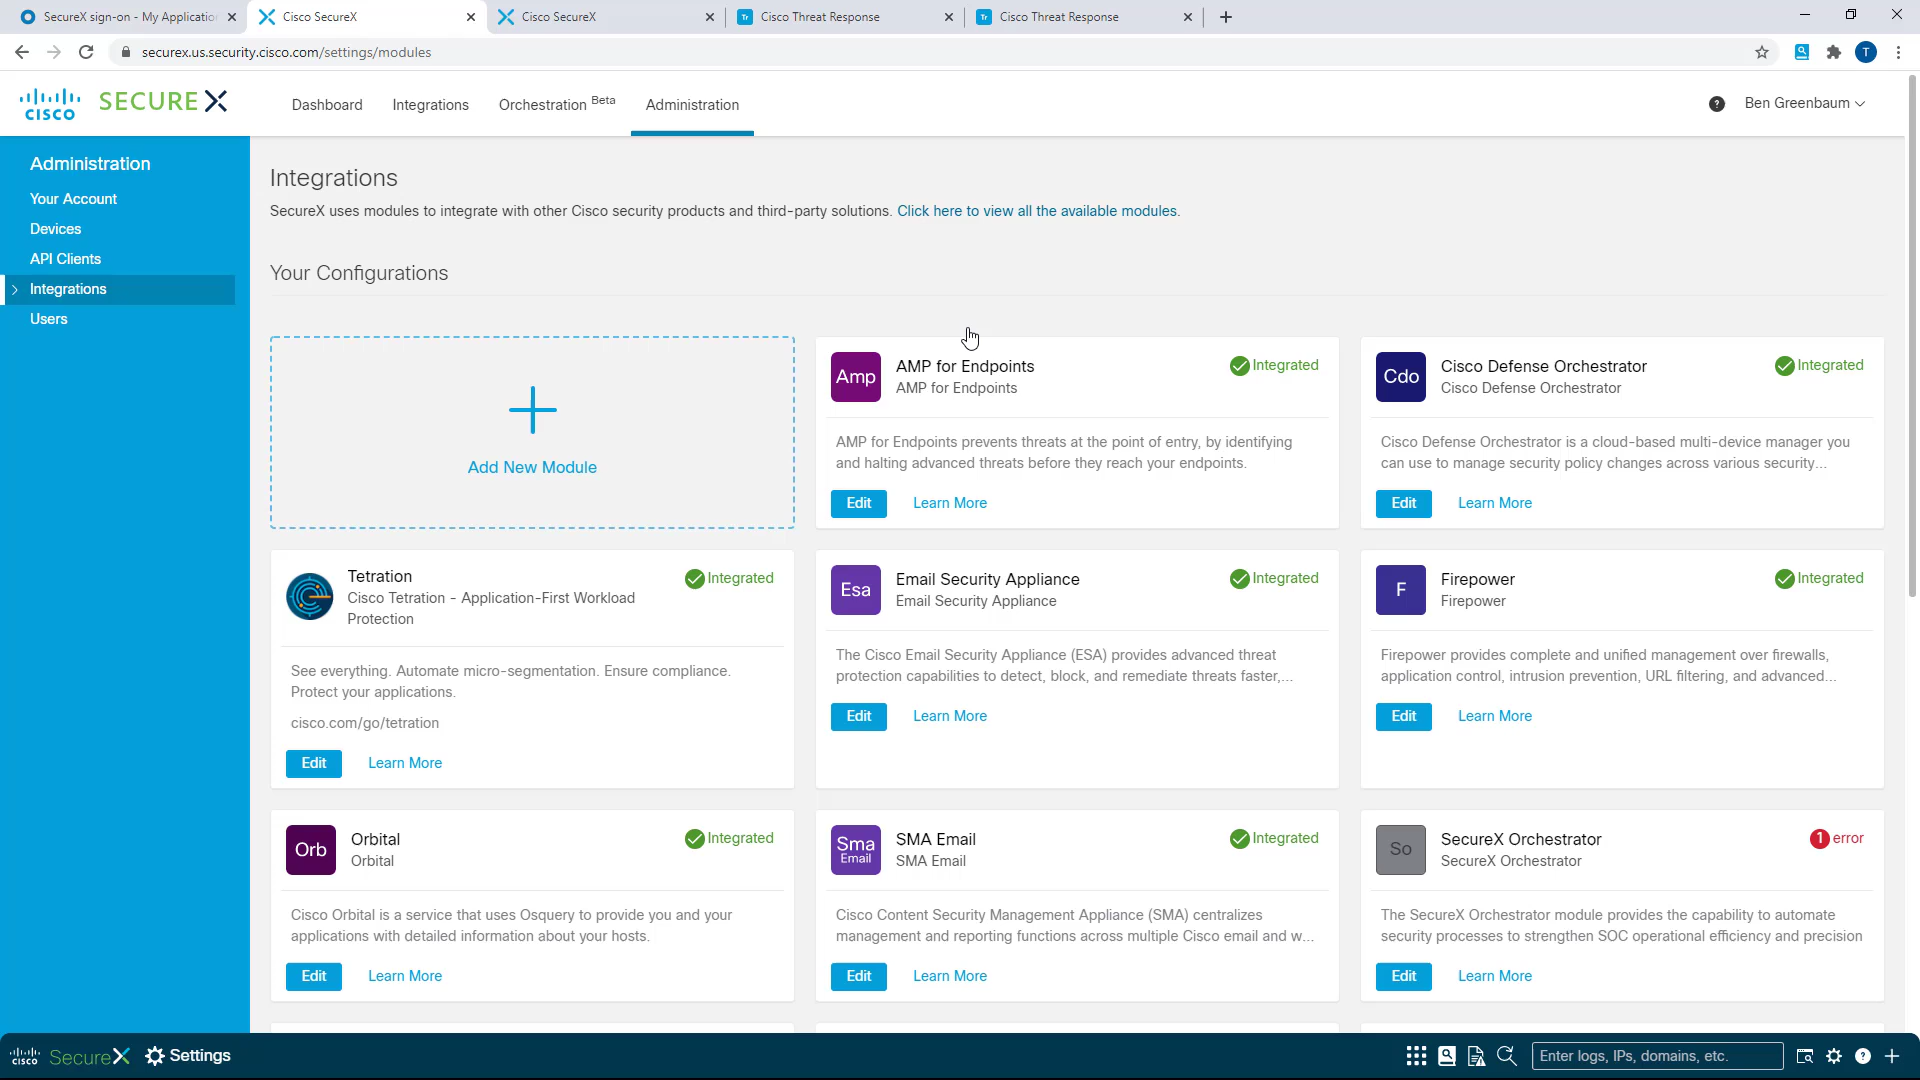 SecureX sign-on - My Application
Cisco SecureX
Cisco SecureX
Tr Cisco Threat Response
Tr Cisco Threat Response
securex.us.security.cisco.com/settings/modules
T
CISCO SECURE X
Dashboard
Integrations
Orchestration Beta
Administration
?
Ben Greenbaum
Administration
Your Account
Devices
API Clients
Integrations
Users
Integrations
SecureX uses modules to integrate with other Cisco security products and third-party solutions. Click here to view all the available modules.
Your Configurations
Add New Module
Amp
AMP for Endpoints
Integrated
AMP for Endpoints
AMP for Endpoints prevents threats at the point of entry, by identifying
and halting advanced threats before they reach your endpoints.
Edit Learn More
Cdo
Cisco Defense Orchestrator
Integrated
Cisco Defense Orchestrator
Cisco Defense Orchestrator is a cloud-based multi-device manager you
can use to manage security policy changes across various security...
Edit Learn More
Tetration
Integrated
Cisco Tetration - Application-First Workload
Protection
See everything. Automate micro-segmentation. Ensure compliance.
Protect your applications.
cisco.com/go/tetration
Edit Learn More
Esa
Email Security Appliance
Integrated
Email Security Appliance
The Cisco Email Security Appliance (ESA) provides advanced threat
protection capabilities to detect, block, and remediate threats faster,...
Edit Learn More
F
Firepower
Integrated
Firepower
Firepower provides complete and unified management over firewalls,
application control, intrusion prevention, URL filtering, and advanced...
Edit Learn More
Orb
Orbital
Integrated
Orbital
Cisco Orbital is a service that uses Osquery to provide you and your
applications with detailed information about your hosts.
Edit Learn More
Sma
Email
SMA Email
Integrated
SMA Email
Cisco Content Security Management Appliance (SMA) centralizes
management and reporting functions across multiple Cisco email and w...
Edit Learn More
So
SecureX Orchestrator
1 error
SecureX Orchestrator
The SecureX Orchestrator module provides the capability to automate
security processes to strengthen SOC operational efficiency and precision
Edit Learn More
CISCO SecureX Settings
Enter logs, IPs, domains, etc.
?